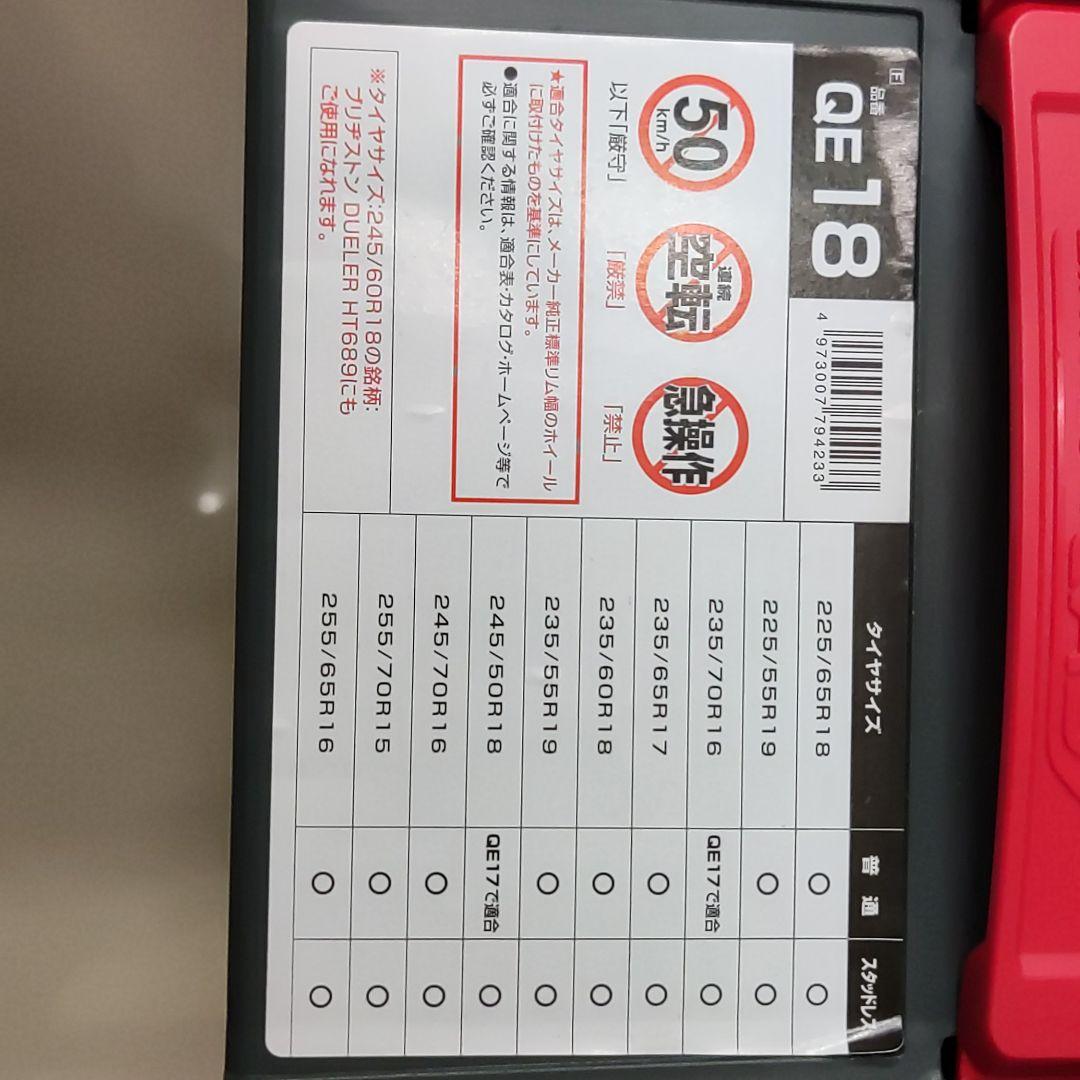 F
品番
QE18
4 973007 794233
50
km/h
以下「厳守」
連続
空転
「厳禁」
急操作
「禁止」
★適合タイヤサイズは、メーカー純正標準リム幅のホイール
に取付けたものを基準にしています。
●適合に関する情報は、適合表・カタログ・ホームページ等で
必ずご確認ください。
※タイヤサイズ:245/60R18の銘柄:
ブリヂストン DUELER HT689にも
ご使用になれます。
タイヤサイズ 普通 スタッドレス
225/65R18 ○ ○
225/55R19 ○ ○
235/70R16 QE17で適合 ○
235/65R17 ○ ○
235/60R18 ○ ○
235/55R19 ○ ○
245/50R18 QE17で適合 ○
245/70R16 ○ ○
255/70R15 ○ ○
255/65R16 ○ ○